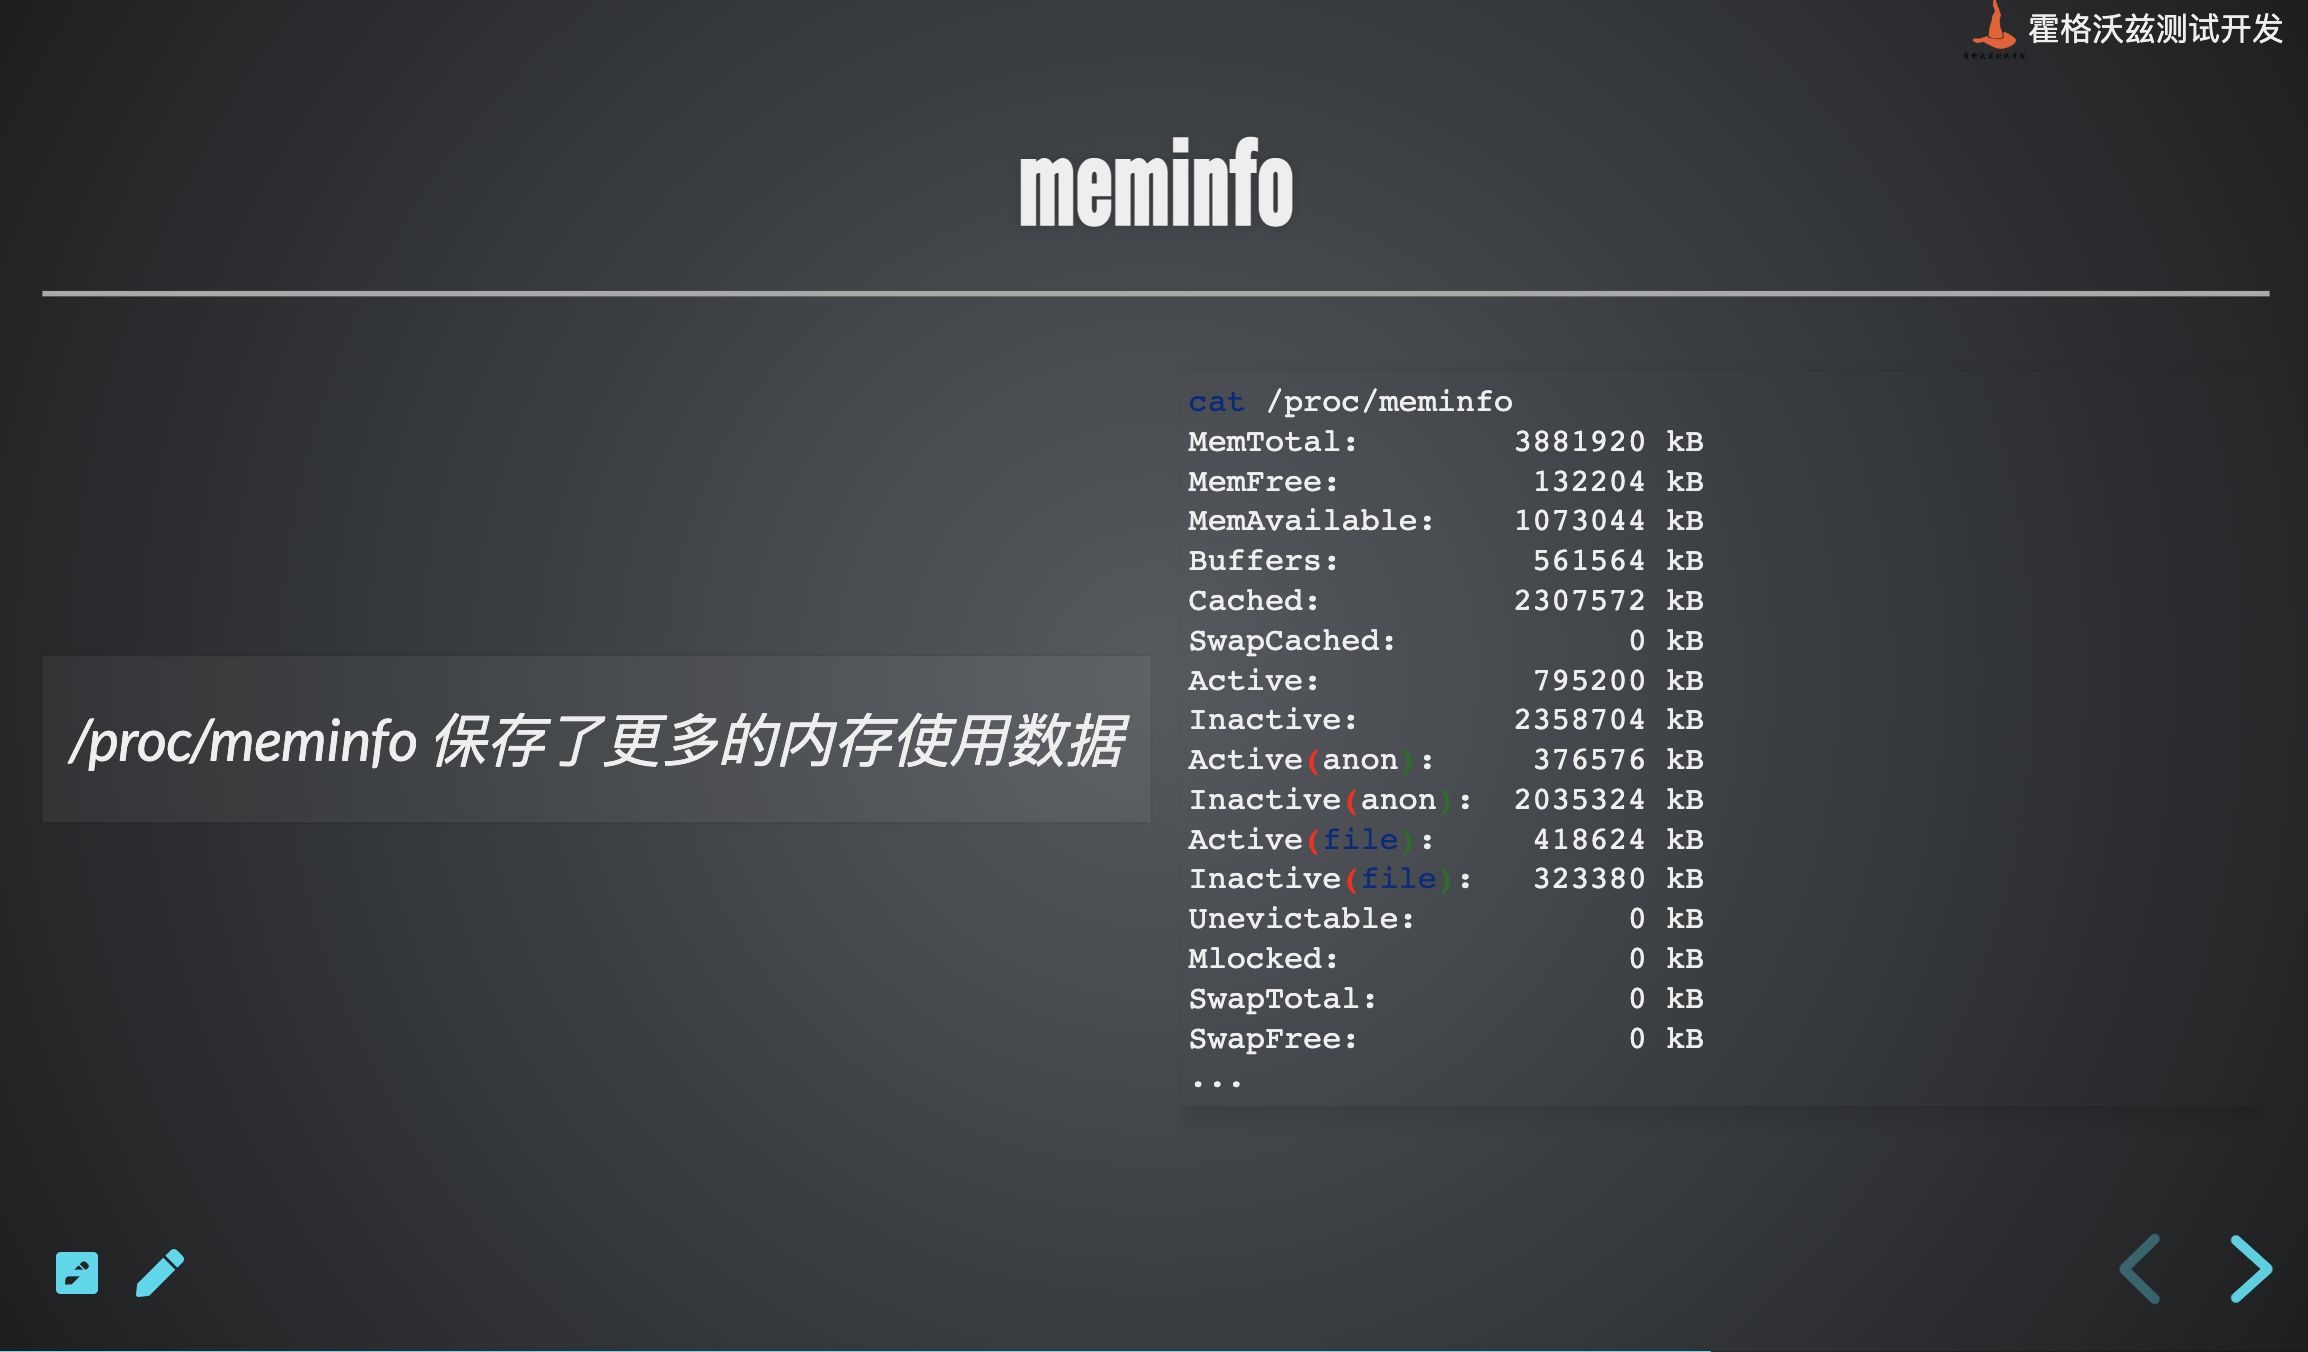 霍格沃兹测试开发
meminfo
/proc/meminfo 保存了更多的内存使用数据
cat /proc/meminfo
MemTotal:        3881920 kB
MemFree:          132204 kB
MemAvailable:    1073044 kB
Buffers:          561564 kB
Cached:          2307572 kB
SwapCached:            0 kB
Active:           795200 kB
Inactive:        2358704 kB
Active(anon):     376576 kB
Inactive(anon):  2035324 kB
Active(file):     418624 kB
Inactive(file):   323380 kB
Unevictable:           0 kB
Mlocked:               0 kB
SwapTotal:             0 kB
SwapFree:              0 kB
...